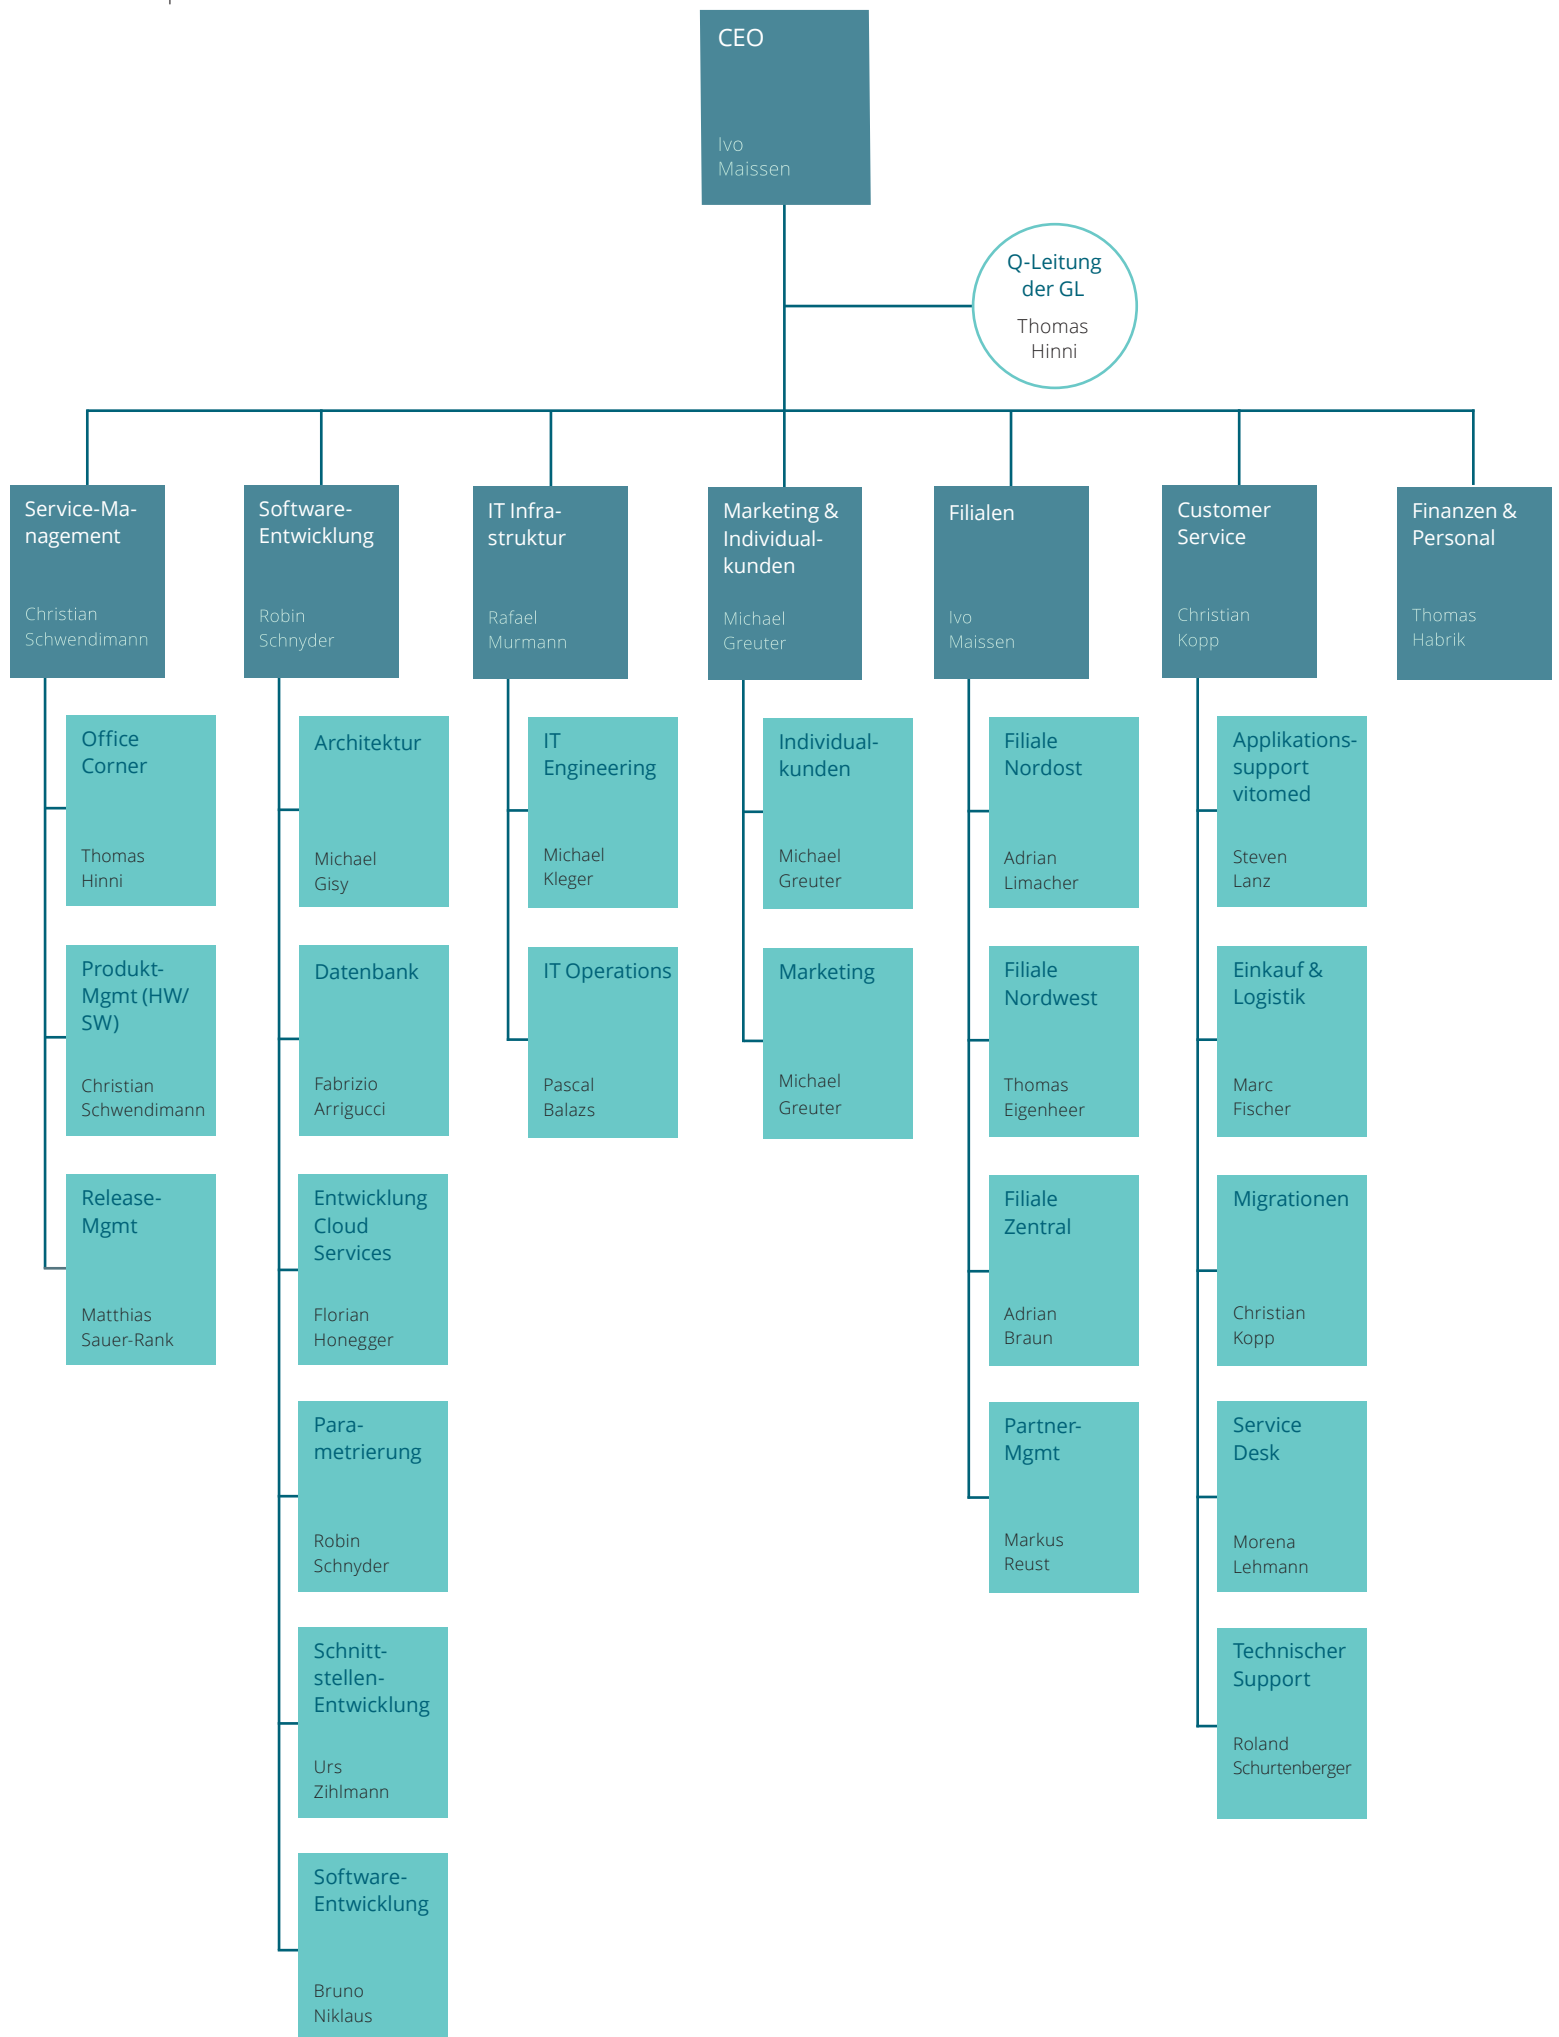 CEO
Ivo
Maissen
Q-Leitung
der GL
Thomas
Hinni
Service-Ma-
nagement
Christian
Schwendimann
Software-
Entwicklung
Robin
Schnyder
IT Infra-
struktur
Rafael
Murmann
Marketing &
Individual-
kunden
Michael
Greuter
Filialen
Ivo
Maissen
Customer
Service
Christian
Kopp
Finanzen &
Personal
Thomas
Habrik
Office
Corner
Thomas
Hinni
Produkt-
Mgmt (HW/
SW)
Christian
Schwendimann
Release-
Mgmt
Matthias
Sauer-Rank
Architektur
Michael
Gisy
Datenbank
Fabrizio
Arrigucci
Entwicklung
Cloud
Services
Florian
Honegger
Para-
metrierung
Robin
Schnyder
Schnitt-
stellen-
Entwicklung
Urs
Zihlmann
Software-
Entwicklung
Bruno
Niklaus
IT
Engineering
Michael
Kleger
IT Operations
Pascal
Balazs
Individual-
kunden
Michael
Greuter
Marketing
Michael
Greuter
Filiale
Nordost
Adrian
Limacher
Filiale
Nordwest
Thomas
Eigenheer
Filiale
Zentral
Adrian
Braun
Partner-
Mgmt
Markus
Reust
Applikations-
support
vitomed
Steven
Lanz
Einkauf &
Logistik
Marc
Fischer
Migrationen
Christian
Kopp
Service
Desk
Morena
Lehmann
Technischer
Support
Roland
Schurtenberger